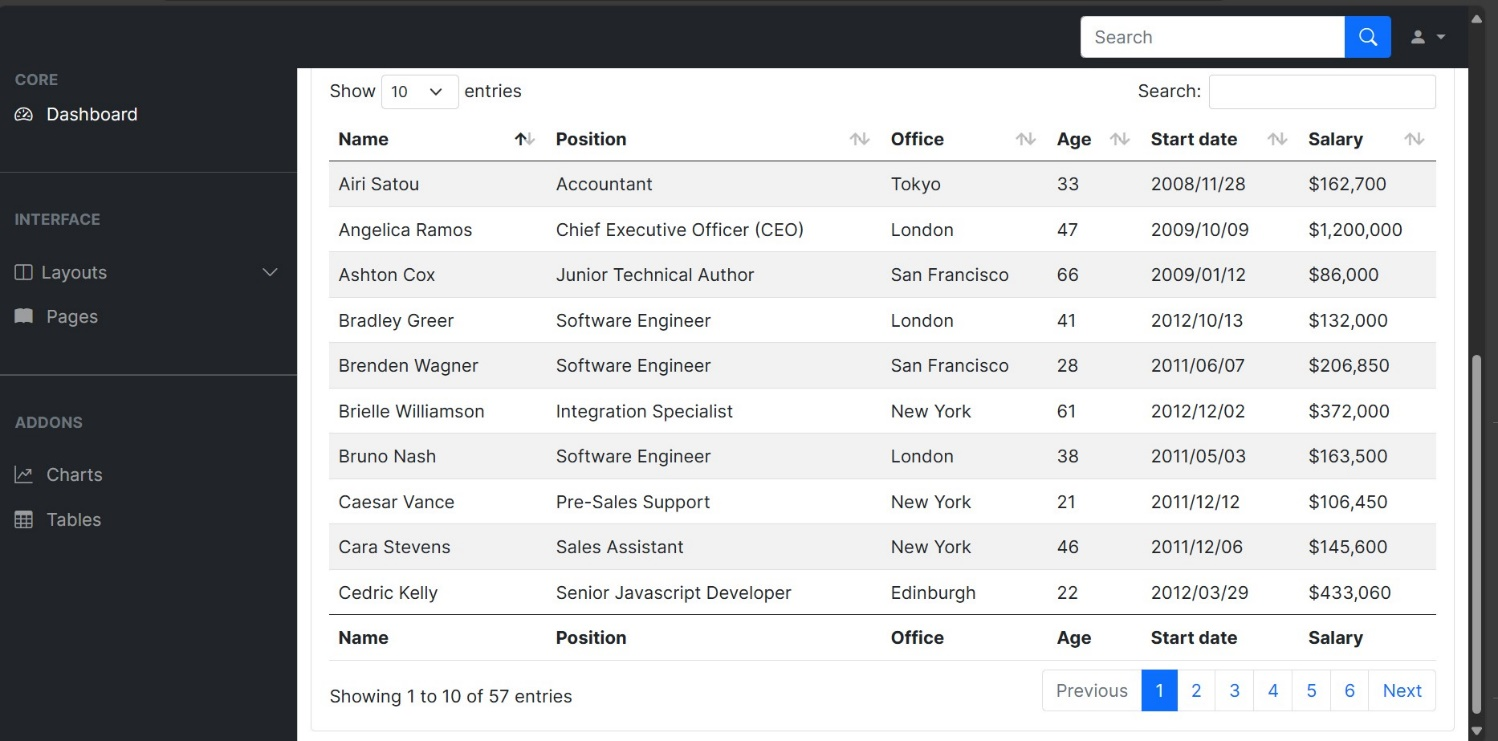 Search
CORE
Dashboard
INTERFACE
Layouts
Pages
ADDONS
Charts
Tables
Show 10 entries
Search:
Name Position Office Age Start date Salary
Airi Satou Accountant Tokyo 33 2008/11/28 $162,700
Angelica Ramos Chief Executive Officer (CEO) London 47 2009/10/09 $1,200,000
Ashton Cox Junior Technical Author San Francisco 66 2009/01/12 $86,000
Bradley Greer Software Engineer London 41 2012/10/13 $132,000
Brenden Wagner Software Engineer San Francisco 28 2011/06/07 $206,850
Brielle Williamson Integration Specialist New York 61 2012/12/02 $372,000
Bruno Nash Software Engineer London 38 2011/05/03 $163,500
Caesar Vance Pre-Sales Support New York 21 2011/12/12 $106,450
Cara Stevens Sales Assistant New York 46 2011/12/06 $145,600
Cedric Kelly Senior Javascript Developer Edinburgh 22 2012/03/29 $433,060
Name Position Office Age Start date Salary
Showing 1 to 10 of 57 entries
Previous 1 2 3 4 5 6 Next